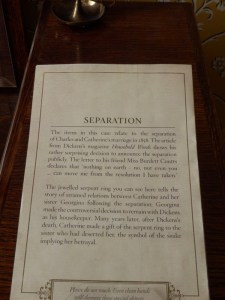 SEPARATION
The items in this case relate to the separation
of Charles and Catherine's marriage in 1858. The article
from Dickens's magazine Household Words shows his
rather surprising decision to announce the separation
publicly. The letter to his friend Miss Burdett Coutts
declares that 'nothing on earth – no, not even you
... can move me from the resolution I have taken.'
The jewelled serpent ring you can see here tells the
story of strained relations between Catherine and her
sister Georgina following the separation. Georgina
made the controversial decision to remain with Dickens
as his housekeeper. Many years later, after Dickens's
death, Catherine made a gift of the serpent ring to the
sister who had deserted her, the symbol of the snake
implying her betrayal.
Please do not touch